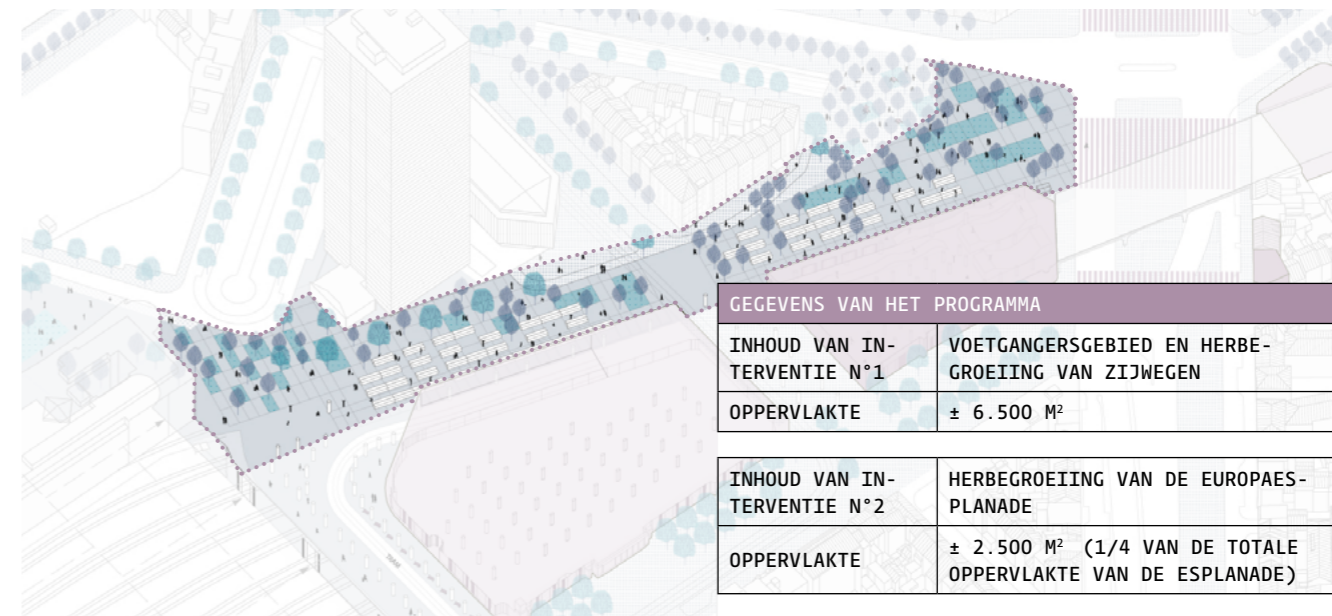 GEGEVENS VAN HET PROGRAMMA
INHOUD VAN IN-
TERVENTIE N°1
VOETGANGERSGEBIED EN HERBE-
GROEIING VAN ZIJWEGEN
OPPERVLAKTE
± 6.500 M²
INHOUD VAN IN-
TERVENTIE N°2
HERBEGROEIING VAN DE EUROPAES-
PLANADE
OPPERVLAKTE
± 2.500 M² (1/4 VAN DE TOTALE
OPPERVLAKTE VAN DE ESPLANADE)